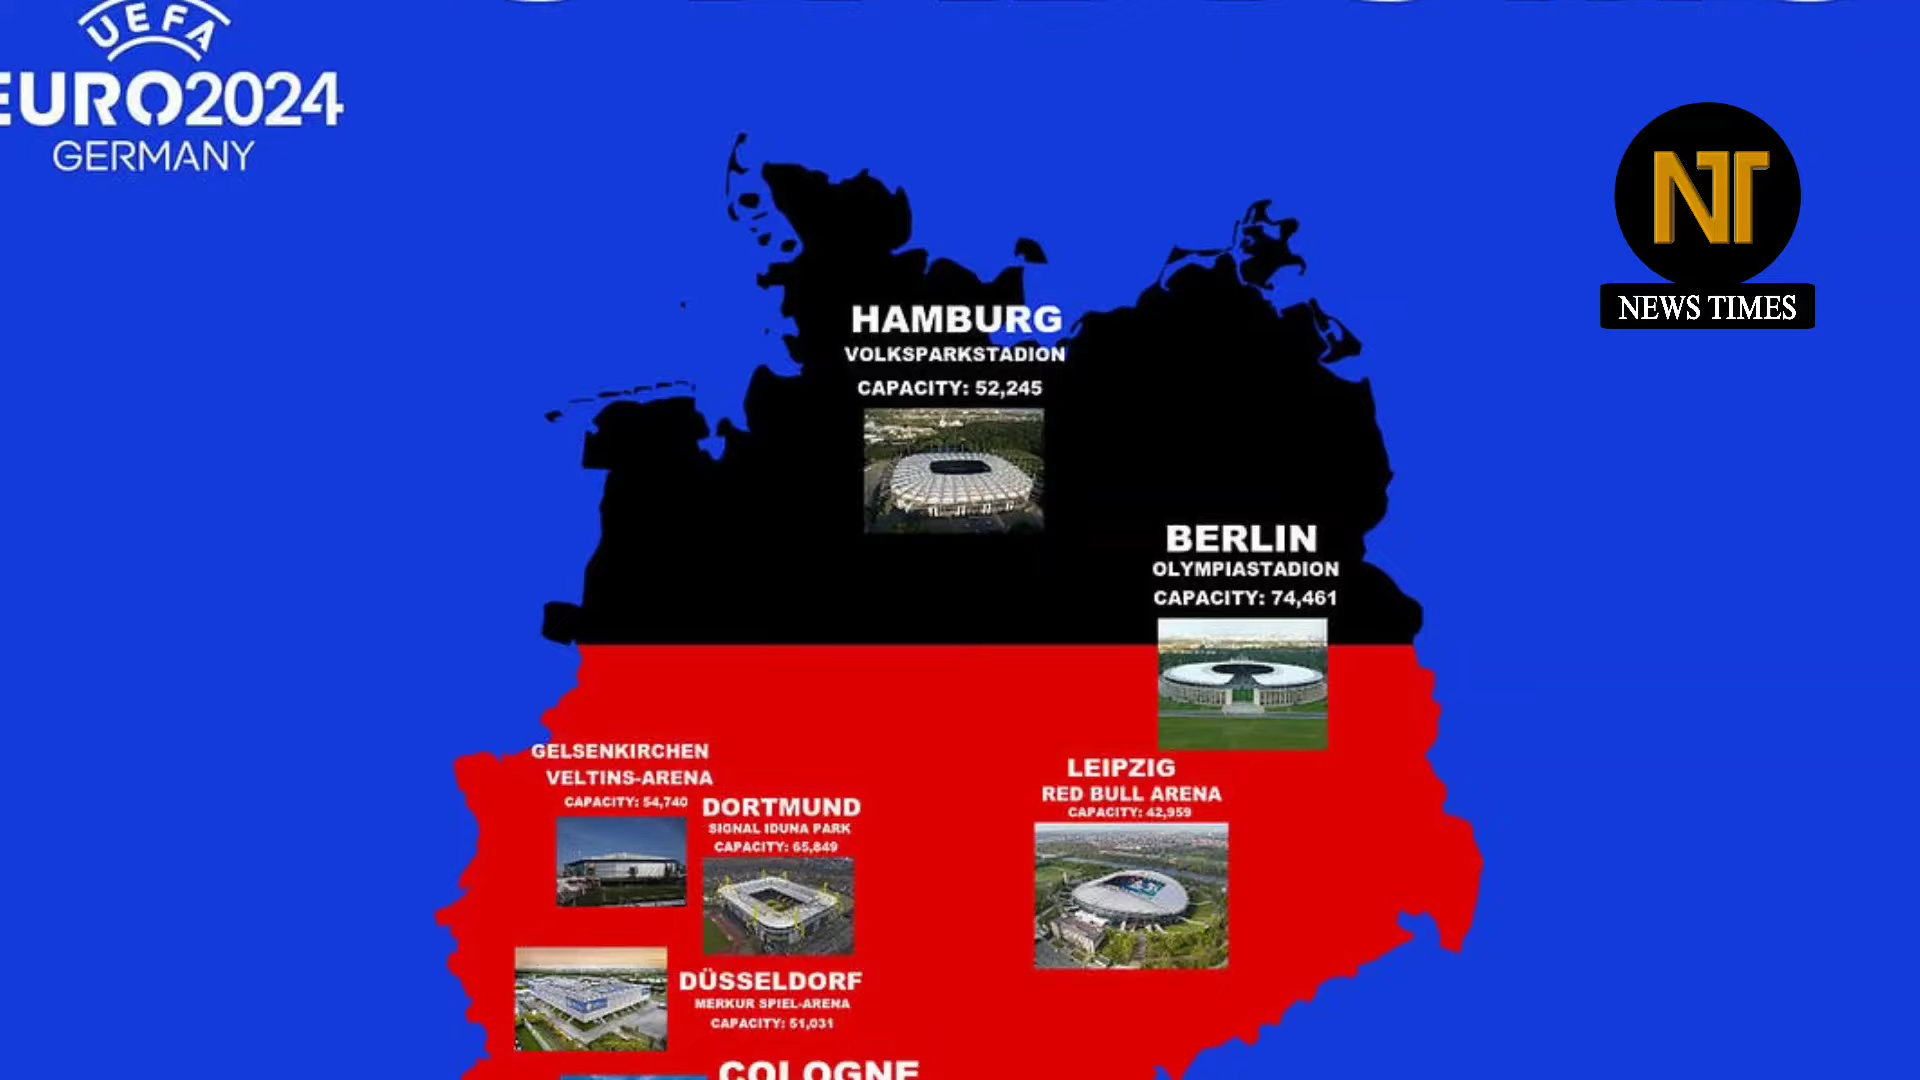 UEFA
EURO2024
GERMANY
NT
NEWS TIMES
HAMBURG
VOLKSPARKSTADION
CAPACITY: 52,245
BERLIN
OLYMPIASTADION
CAPACITY: 74,461
GELSENKIRCHEN
VELTINS-ARENA
CAPACITY: 54,740
DORTMUND
SIGNAL IDUNA PARK
CAPACITY: 65,849
LEIPZIG
RED BULL ARENA
CAPACITY: 42,959
DÜSSELDORF
MERKUR SPIEL-ARENA
CAPACITY: 51,031
COLOGNE